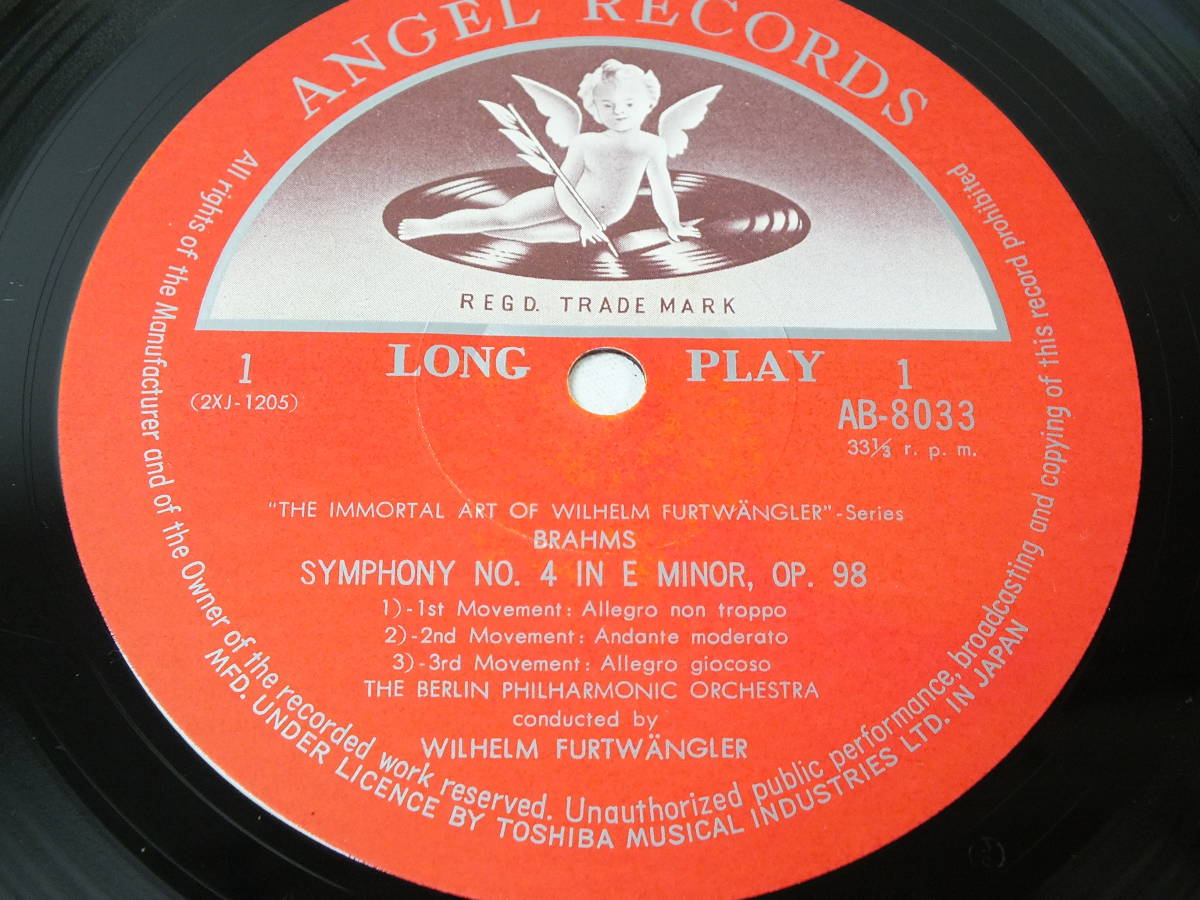 ANGEL RECORDS
REGD. TRADE MARK
LONG PLAY
1
(2XJ-1205)
1
AB-8033
33⅓ r. p. m.
"THE IMMORTAL ART OF WILHELM FURTWÄNGLER"-Series
BRAHMS
SYMPHONY NO. 4 IN E MINOR, OP. 98
1)-1st Movement: Allegro non troppo
2)-2nd Movement: Andante moderato
3)-3rd Movement: Allegro giocoso
THE BERLIN PHILHARMONIC ORCHESTRA
conducted by
WILHELM FURTWÄNGLER
All rights of the Manufacturer and of the Owner of the recorded work reserved. Unauthorized public performance, broadcasting and copying of this record prohibited
MFD. UNDER LICENCE BY TOSHIBA MUSICAL INDUSTRIES LTD. IN JAPAN